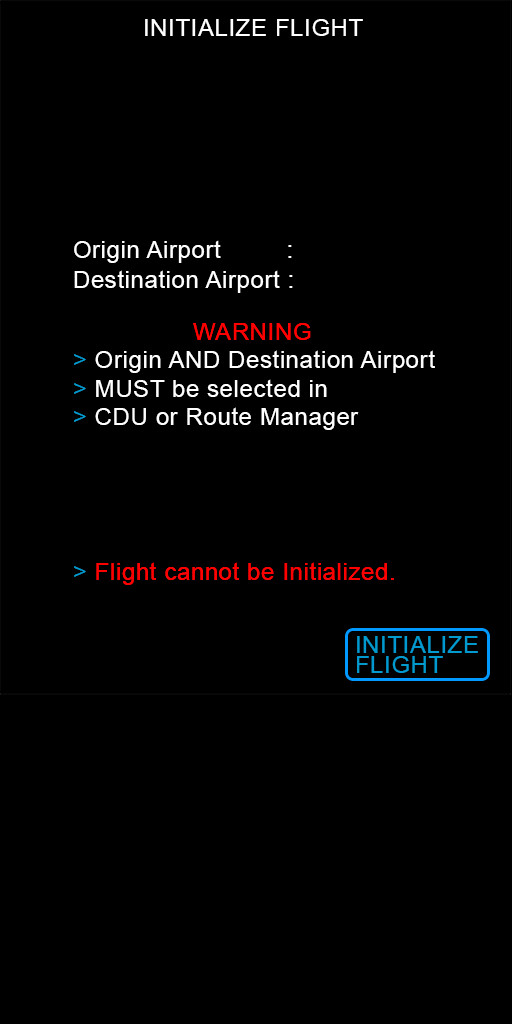 INITIALIZE FLIGHT
Origin Airport :
Destination Airport :
WARNING
> Origin AND Destination Airport
> MUST be selected in
> CDU or Route Manager
> Flight cannot be Initialized.
INITIALIZE
FLIGHT